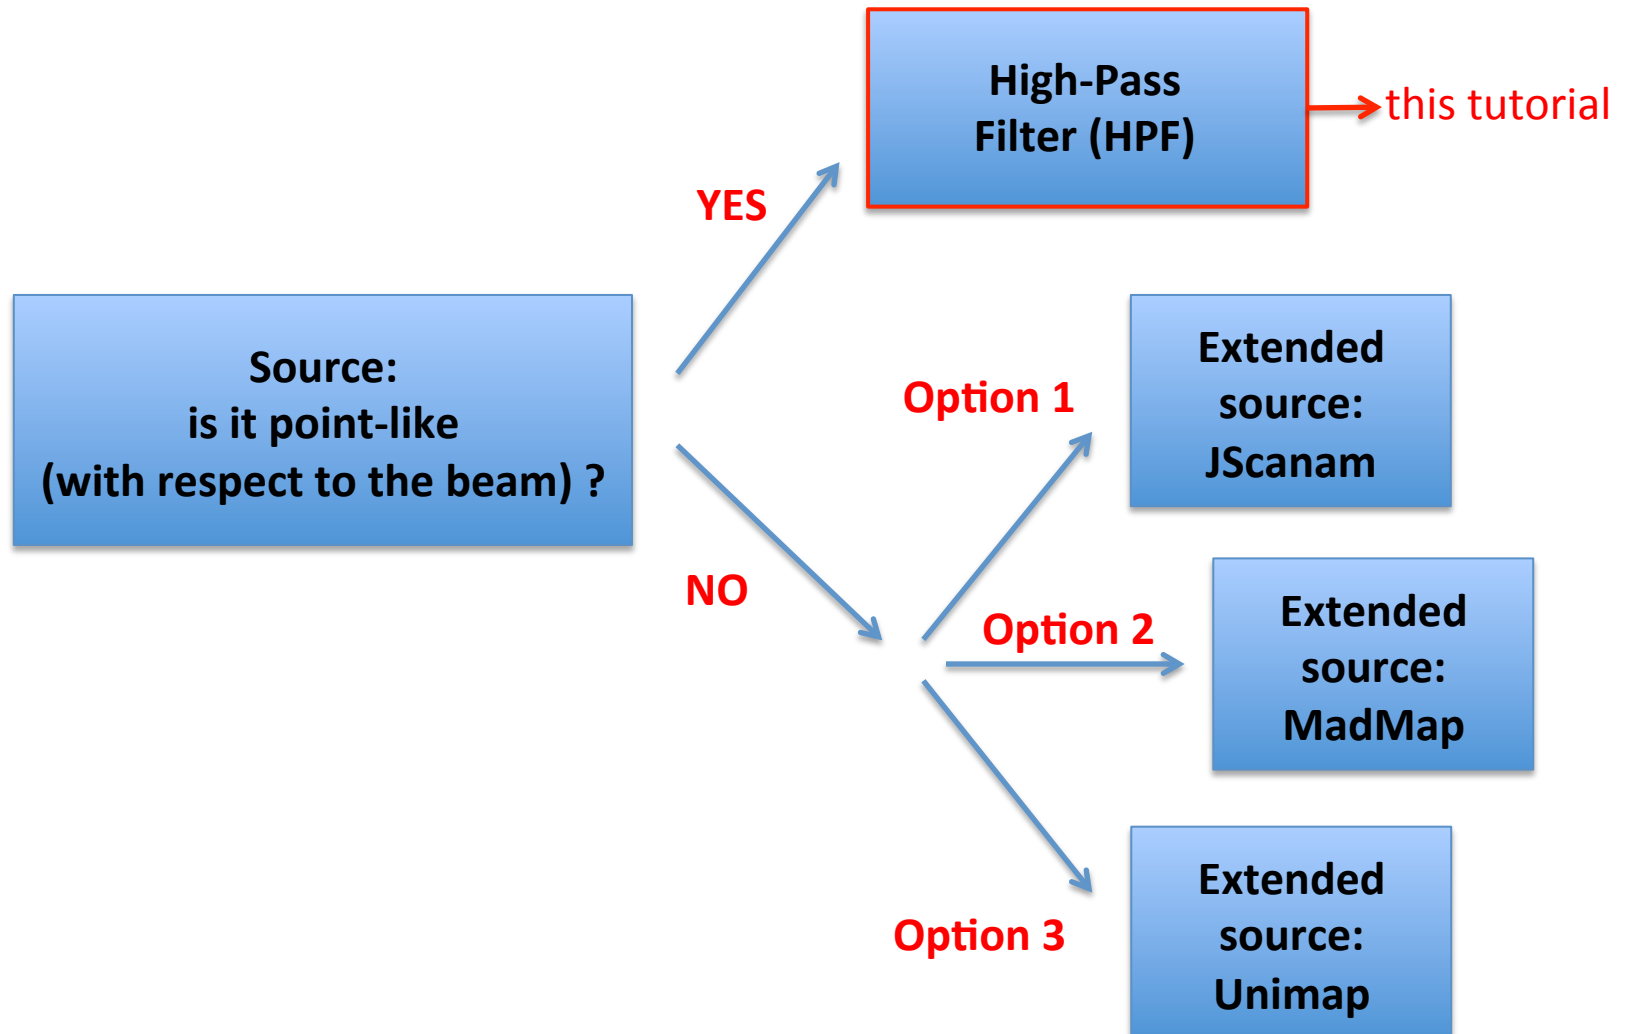 High-Pass
Filter (HPF)
this tutorial
YES
Source:
is it point-like
(with respect to the beam) ?
NO
Option 1
Extended
source:
JScanam
Option 2
Extended
source:
MadMap
Option 3
Extended
source:
Unimap